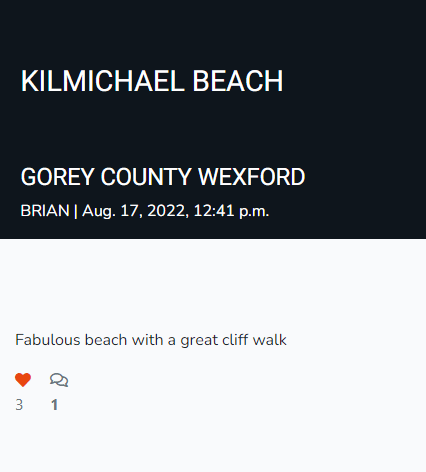 KILMICHAEL BEACH
GOREY COUNTY WEXFORD
BRIAN | Aug. 17, 2022, 12:41 p.m.
Fabulous beach with a great cliff walk
3 1